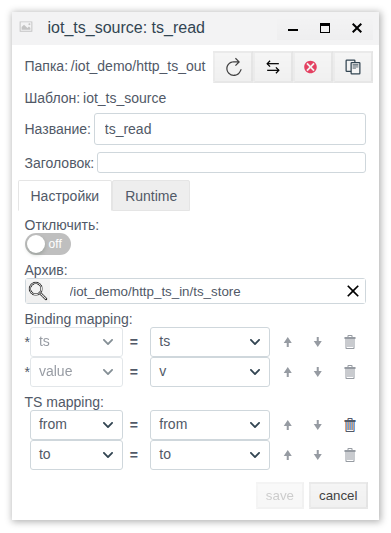 iot_ts_source: ts_read
Папка: /iot_demo/http_ts_out
Шаблон: iot_ts_source
Название: ts_read
Заголовок:
Настройки Runtime
Отключить:
off
Архив:
/iot_demo/http_ts_in/ts_store
Binding mapping:
* ts = ts
* value = v
TS mapping:
from = from
to = to
save cancel